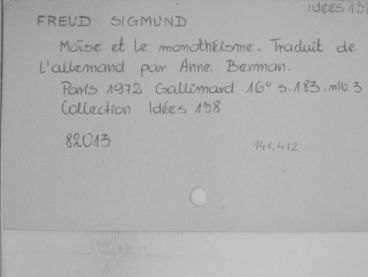 Idées 13
FREUD SIGMUND
Moïse et le monothéisme. Traduit de
l'allemand par Anne Berman.
Paris 1972 Gallimard 16° s.183.
Collection Idées 138
82013
141.412